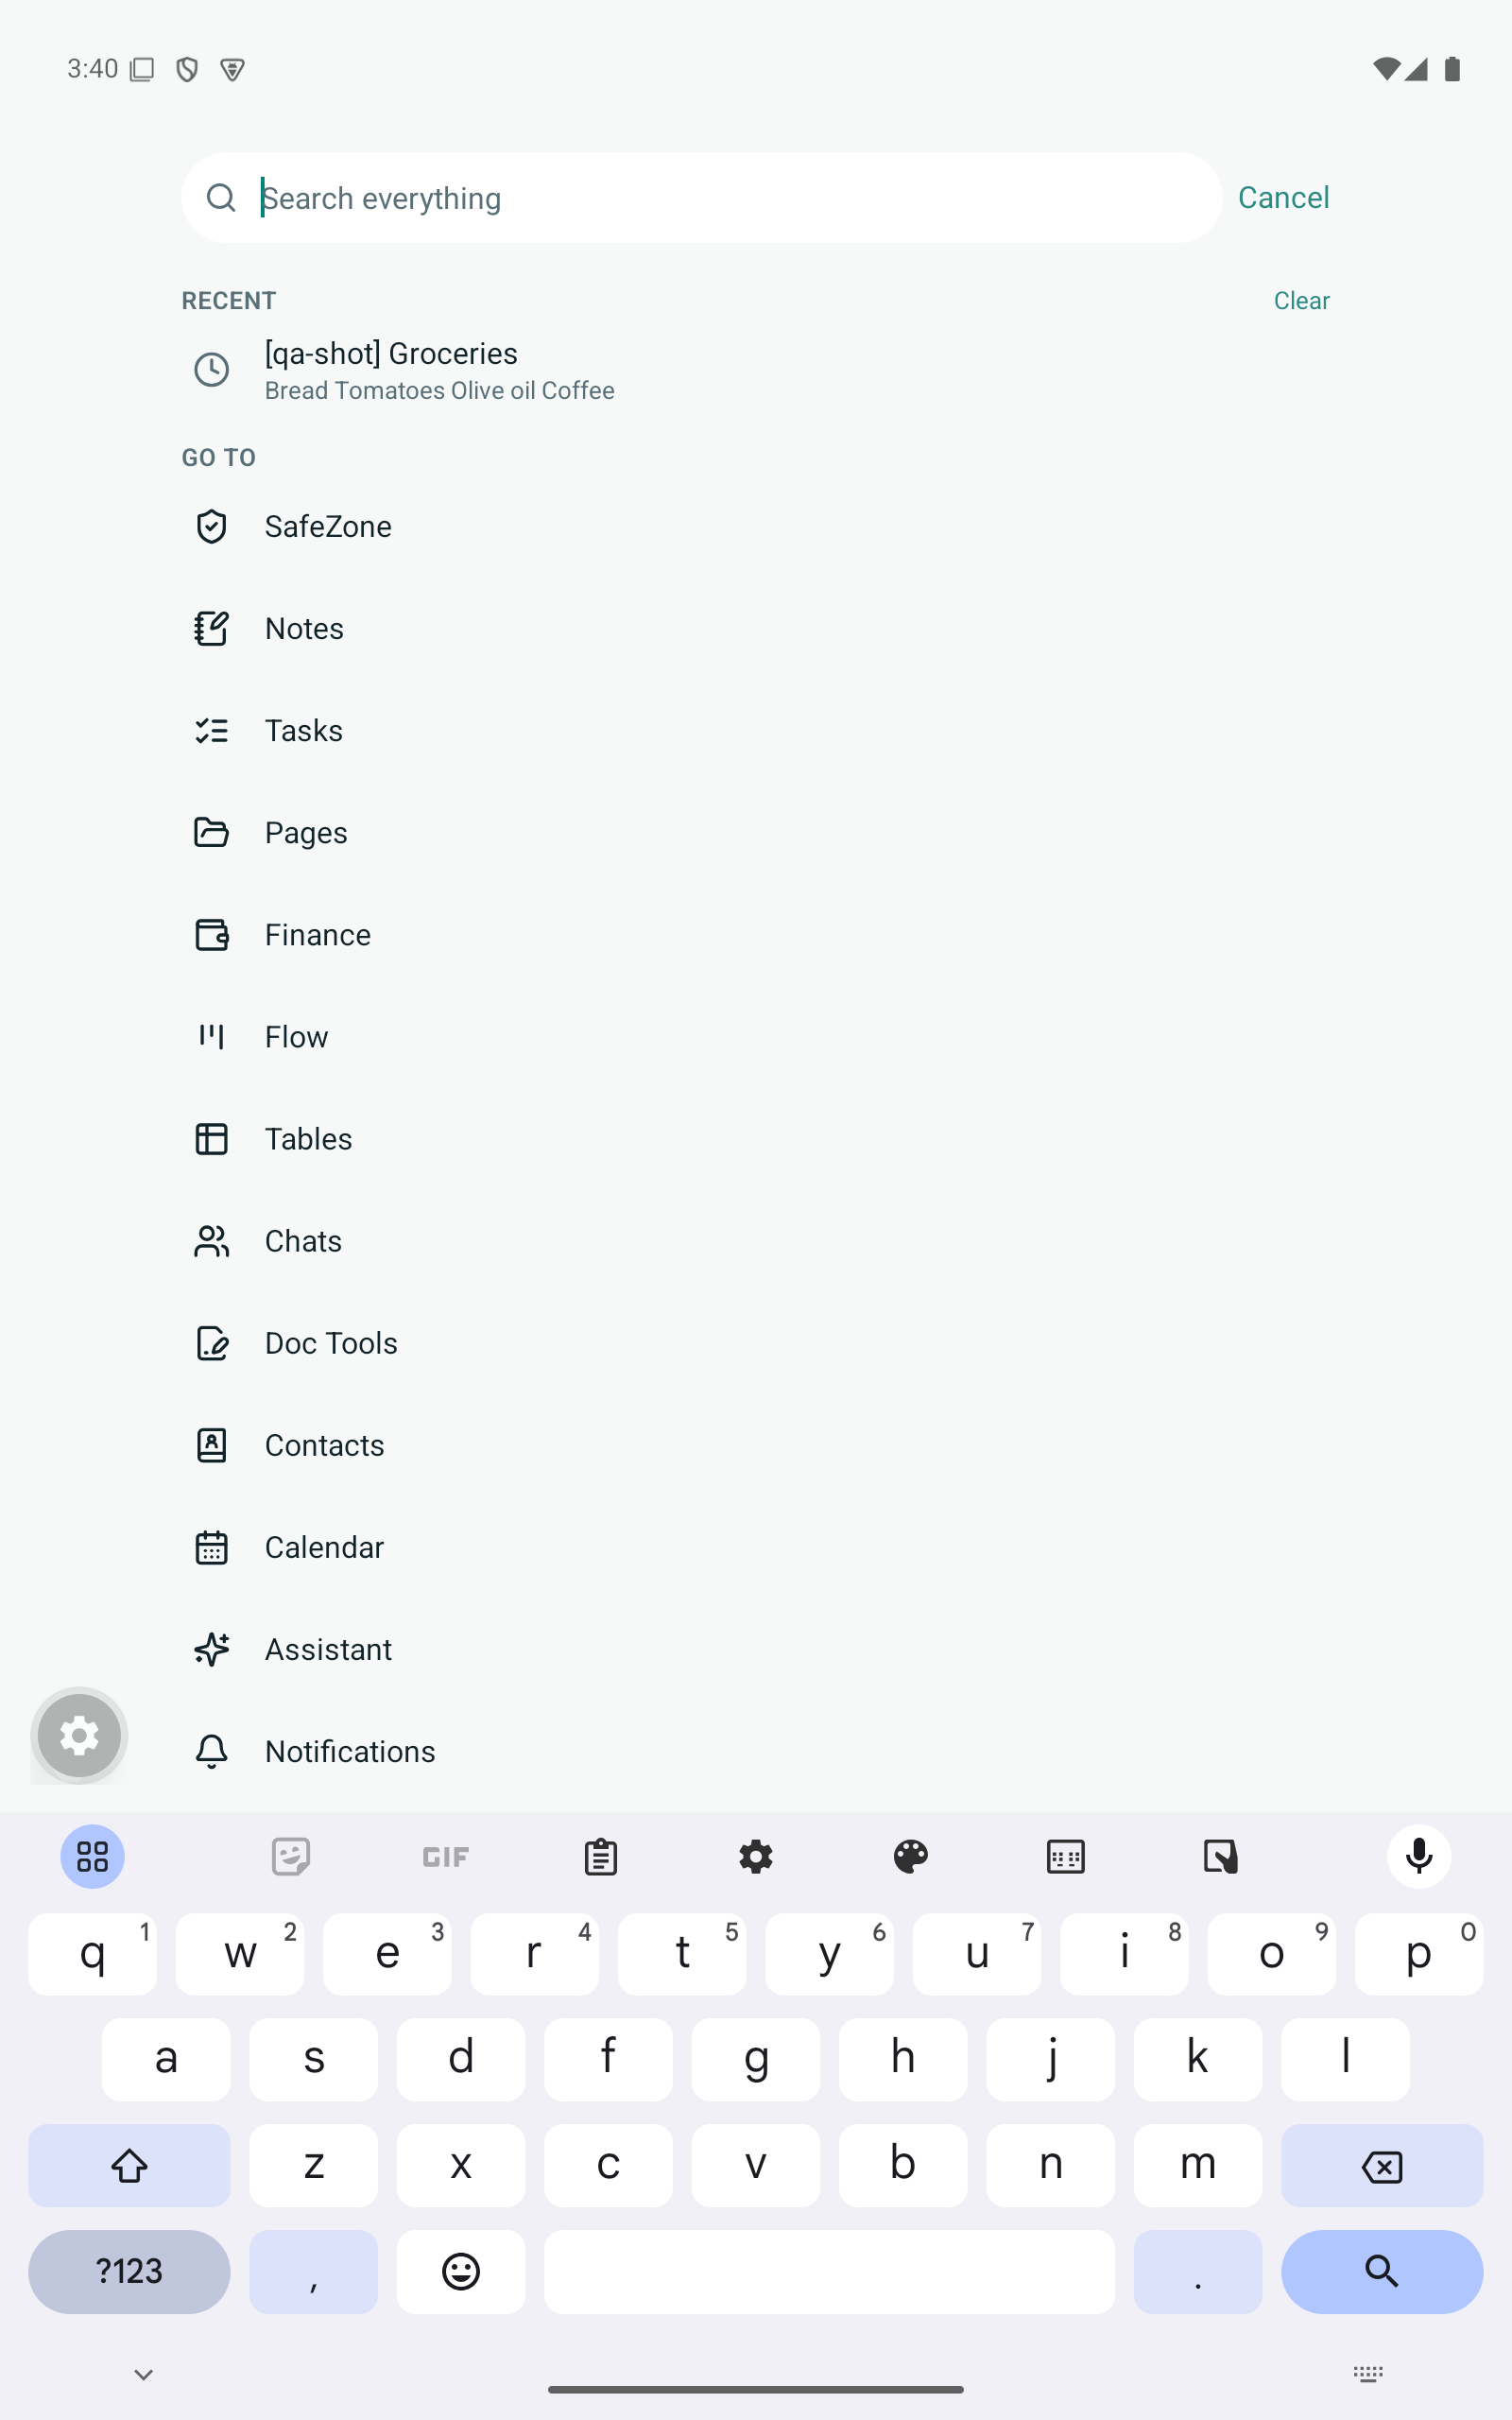 3:40
Search everything
Cancel
RECENT
Clear
[qa-shot] Groceries
Bread Tomatoes Olive oil Coffee
GO TO
SafeZone
Notes
Tasks
Pages
Finance
Flow
Tables
Chats
Doc Tools
Contacts
Calendar
Assistant
Notifications
GIF
q 1 w 2 e 3 r 4 t 5 y 6 u 7 i 8 o 9 p 0
a s d f g h j k l
z x c v b n m
?123 , .